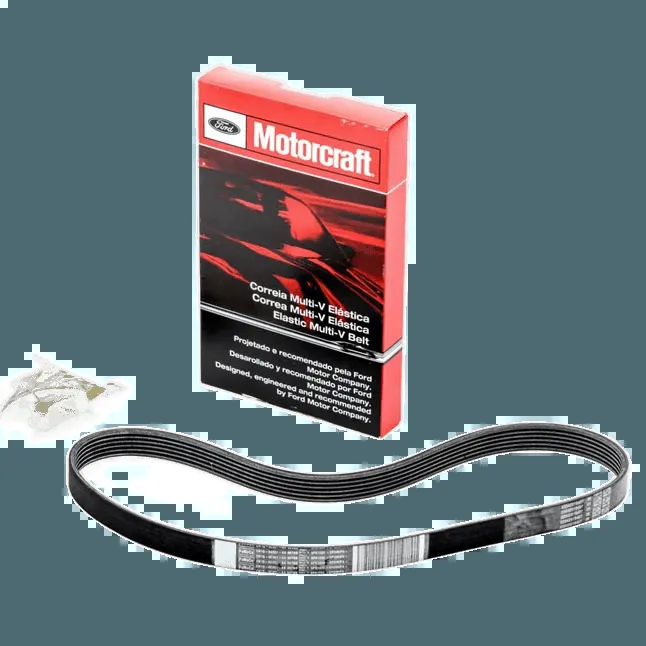 Ford
Motorcraft
Correia Multi-V Elástica
Correa Multi-V Elástica
Elastic Multi-V Belt
Projetado e recomendado pela Ford
Motor Company.
Desarollado y recomendado por Ford
Motor Company.
Designed, engineered and recommended
by Ford Motor Company.